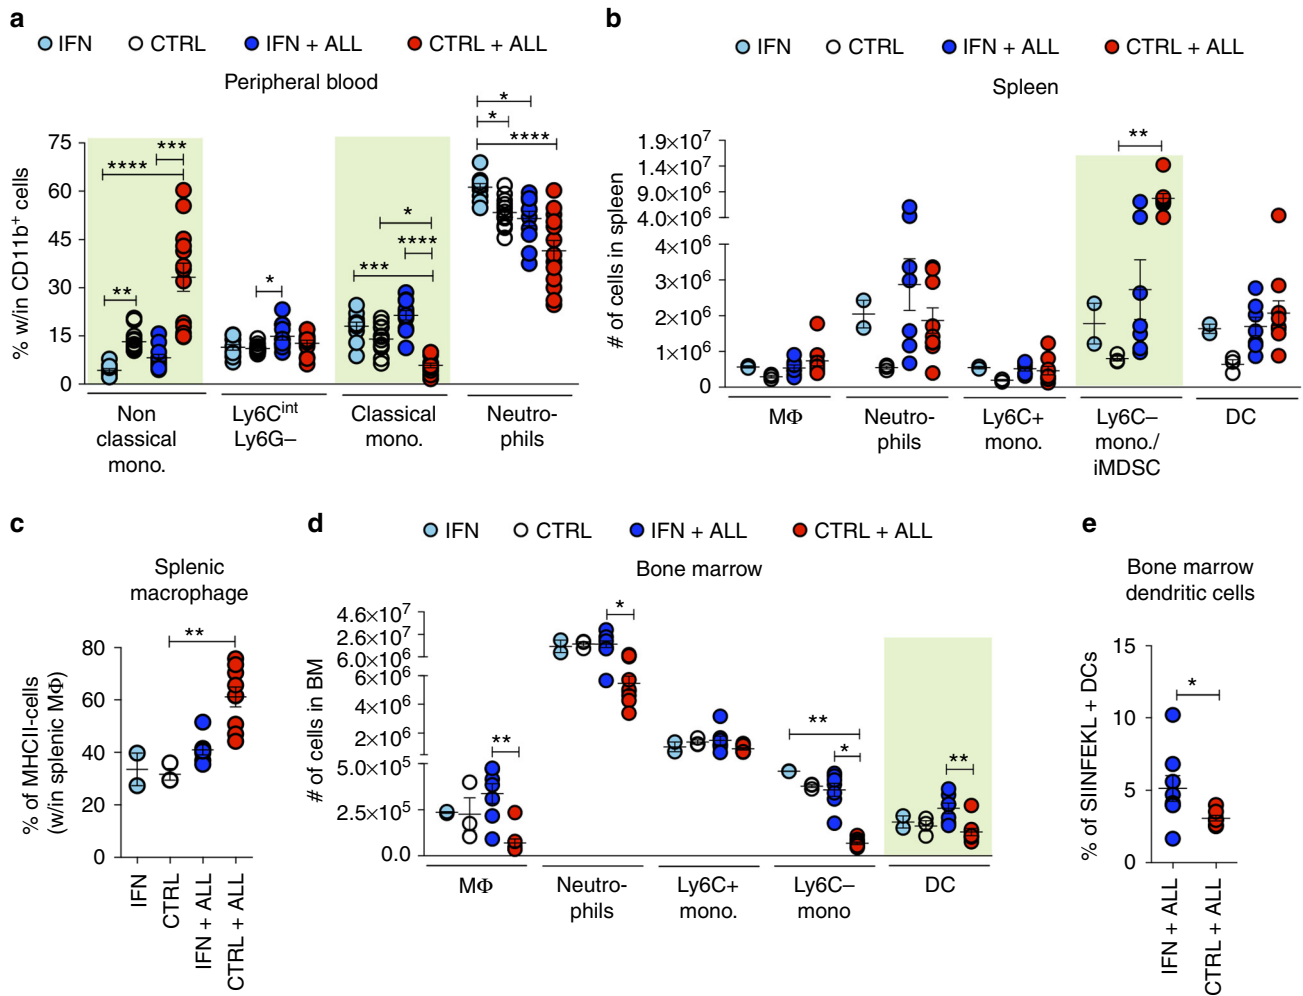 a
IFN CTRL IFN + ALL CTRL + ALL
Peripheral blood
% w/in CD11b⁺ cells
75
60
45
30
15
0
**** *** ** * *** **** * * * ****
Non classical mono.
Ly6Cⁱⁿᵗ Ly6G–
Classical mono.
Neutro-phils
b
IFN CTRL IFN + ALL CTRL + ALL
Spleen
# of cells in spleen
1.9×10⁷
1.4×10⁷
9.0×10⁶
4.0×10⁶
4×10⁶
3×10⁶
2×10⁶
1×10⁶
0
**
MΦ
Neutro-phils
Ly6C+ mono.
Ly6C– mono./ iMDSC
DC
c
Splenic
macrophage
% of MHCII-cells
(w/in splenic MΦ)
80
60
40
20
0
**
IFN
CTRL
IFN + ALL
CTRL + ALL
d
IFN CTRL IFN + ALL CTRL + ALL
Bone marrow
# of cells in BM
4.6×10⁷
2.6×10⁷
6.0×10⁶
6×10⁶
4×10⁶
2×10⁶
5.0×10⁵
2.5×10⁵
0.0
** * ** * **
MΦ
Neutro-phils
Ly6C+ mono.
Ly6C– mono
DC
e
Bone marrow
dendritic cells
% of SIINFEKL + DCs
15
10
5
0
*
IFN + ALL
CTRL + ALL